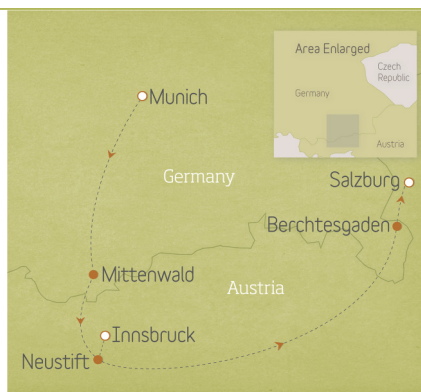 Area Enlarged
Czech
Republic
Germany
Austria
Munich
Germany
Salzburg
Berchtesgaden
Mittenwald
Austria
Innsbruck
Neustift